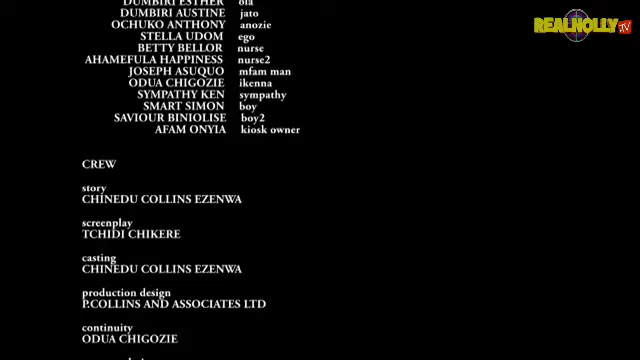 DUMBIRI ESTHER ola
DUMBIRI AUSTINE jato
OCHUKO ANTHONY anozie
STELLA UDOM ego
BETTY BELLOR nurse
AHAMEFULA HAPPINESS nurse2
JOSEPH ASUQUO mfam man
ODUA CHIGOZIE ikenna
SYMPATHY KEN sympathy
SMART SIMON boy
SAVIOUR BINIOLISE boy2
AFAM ONYIA kiosk owner
CREW
story
CHINEDU COLLINS EZENWA
screenplay
TCHIDI CHIKERE
casting
CHINEDU COLLINS EZENWA
production design
P.COLLINS AND ASSOCIATES LTD
continuity
ODUA CHIGOZIE
REALNOLLY TV